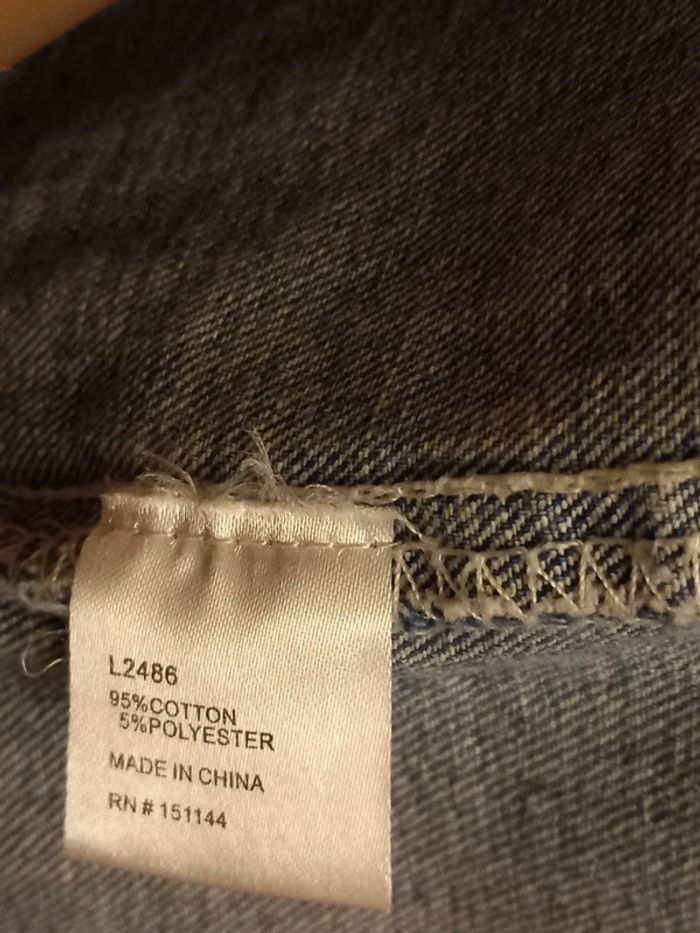 L2486
95%COTTON
5%POLYESTER
MADE IN CHINA
RN # 151144